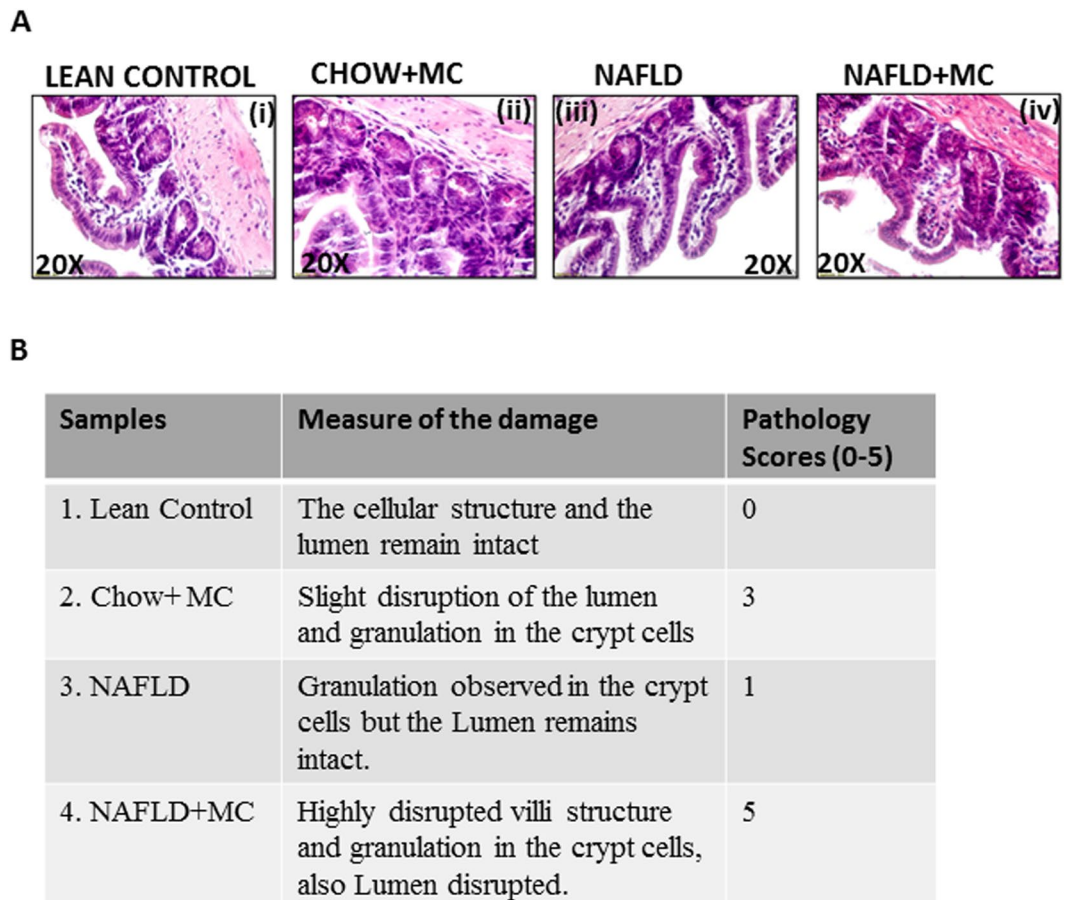 A
LEAN CONTROL
CHOW+MC
NAFLD
NAFLD+MC
(i)
(ii)
(iii)
(iv)
20X
20X
20X
20X
B
Samples
Measure of the damage
Pathology
Scores (0-5)
1. Lean Control
The cellular structure and the
lumen remain intact
0
2. Chow+ MC
Slight disruption of the lumen
and granulation in the crypt cells
3
3. NAFLD
Granulation observed in the crypt
cells but the Lumen remains
intact.
1
4. NAFLD+MC
Highly disrupted villi structure
and granulation in the crypt cells,
also Lumen disrupted.
5